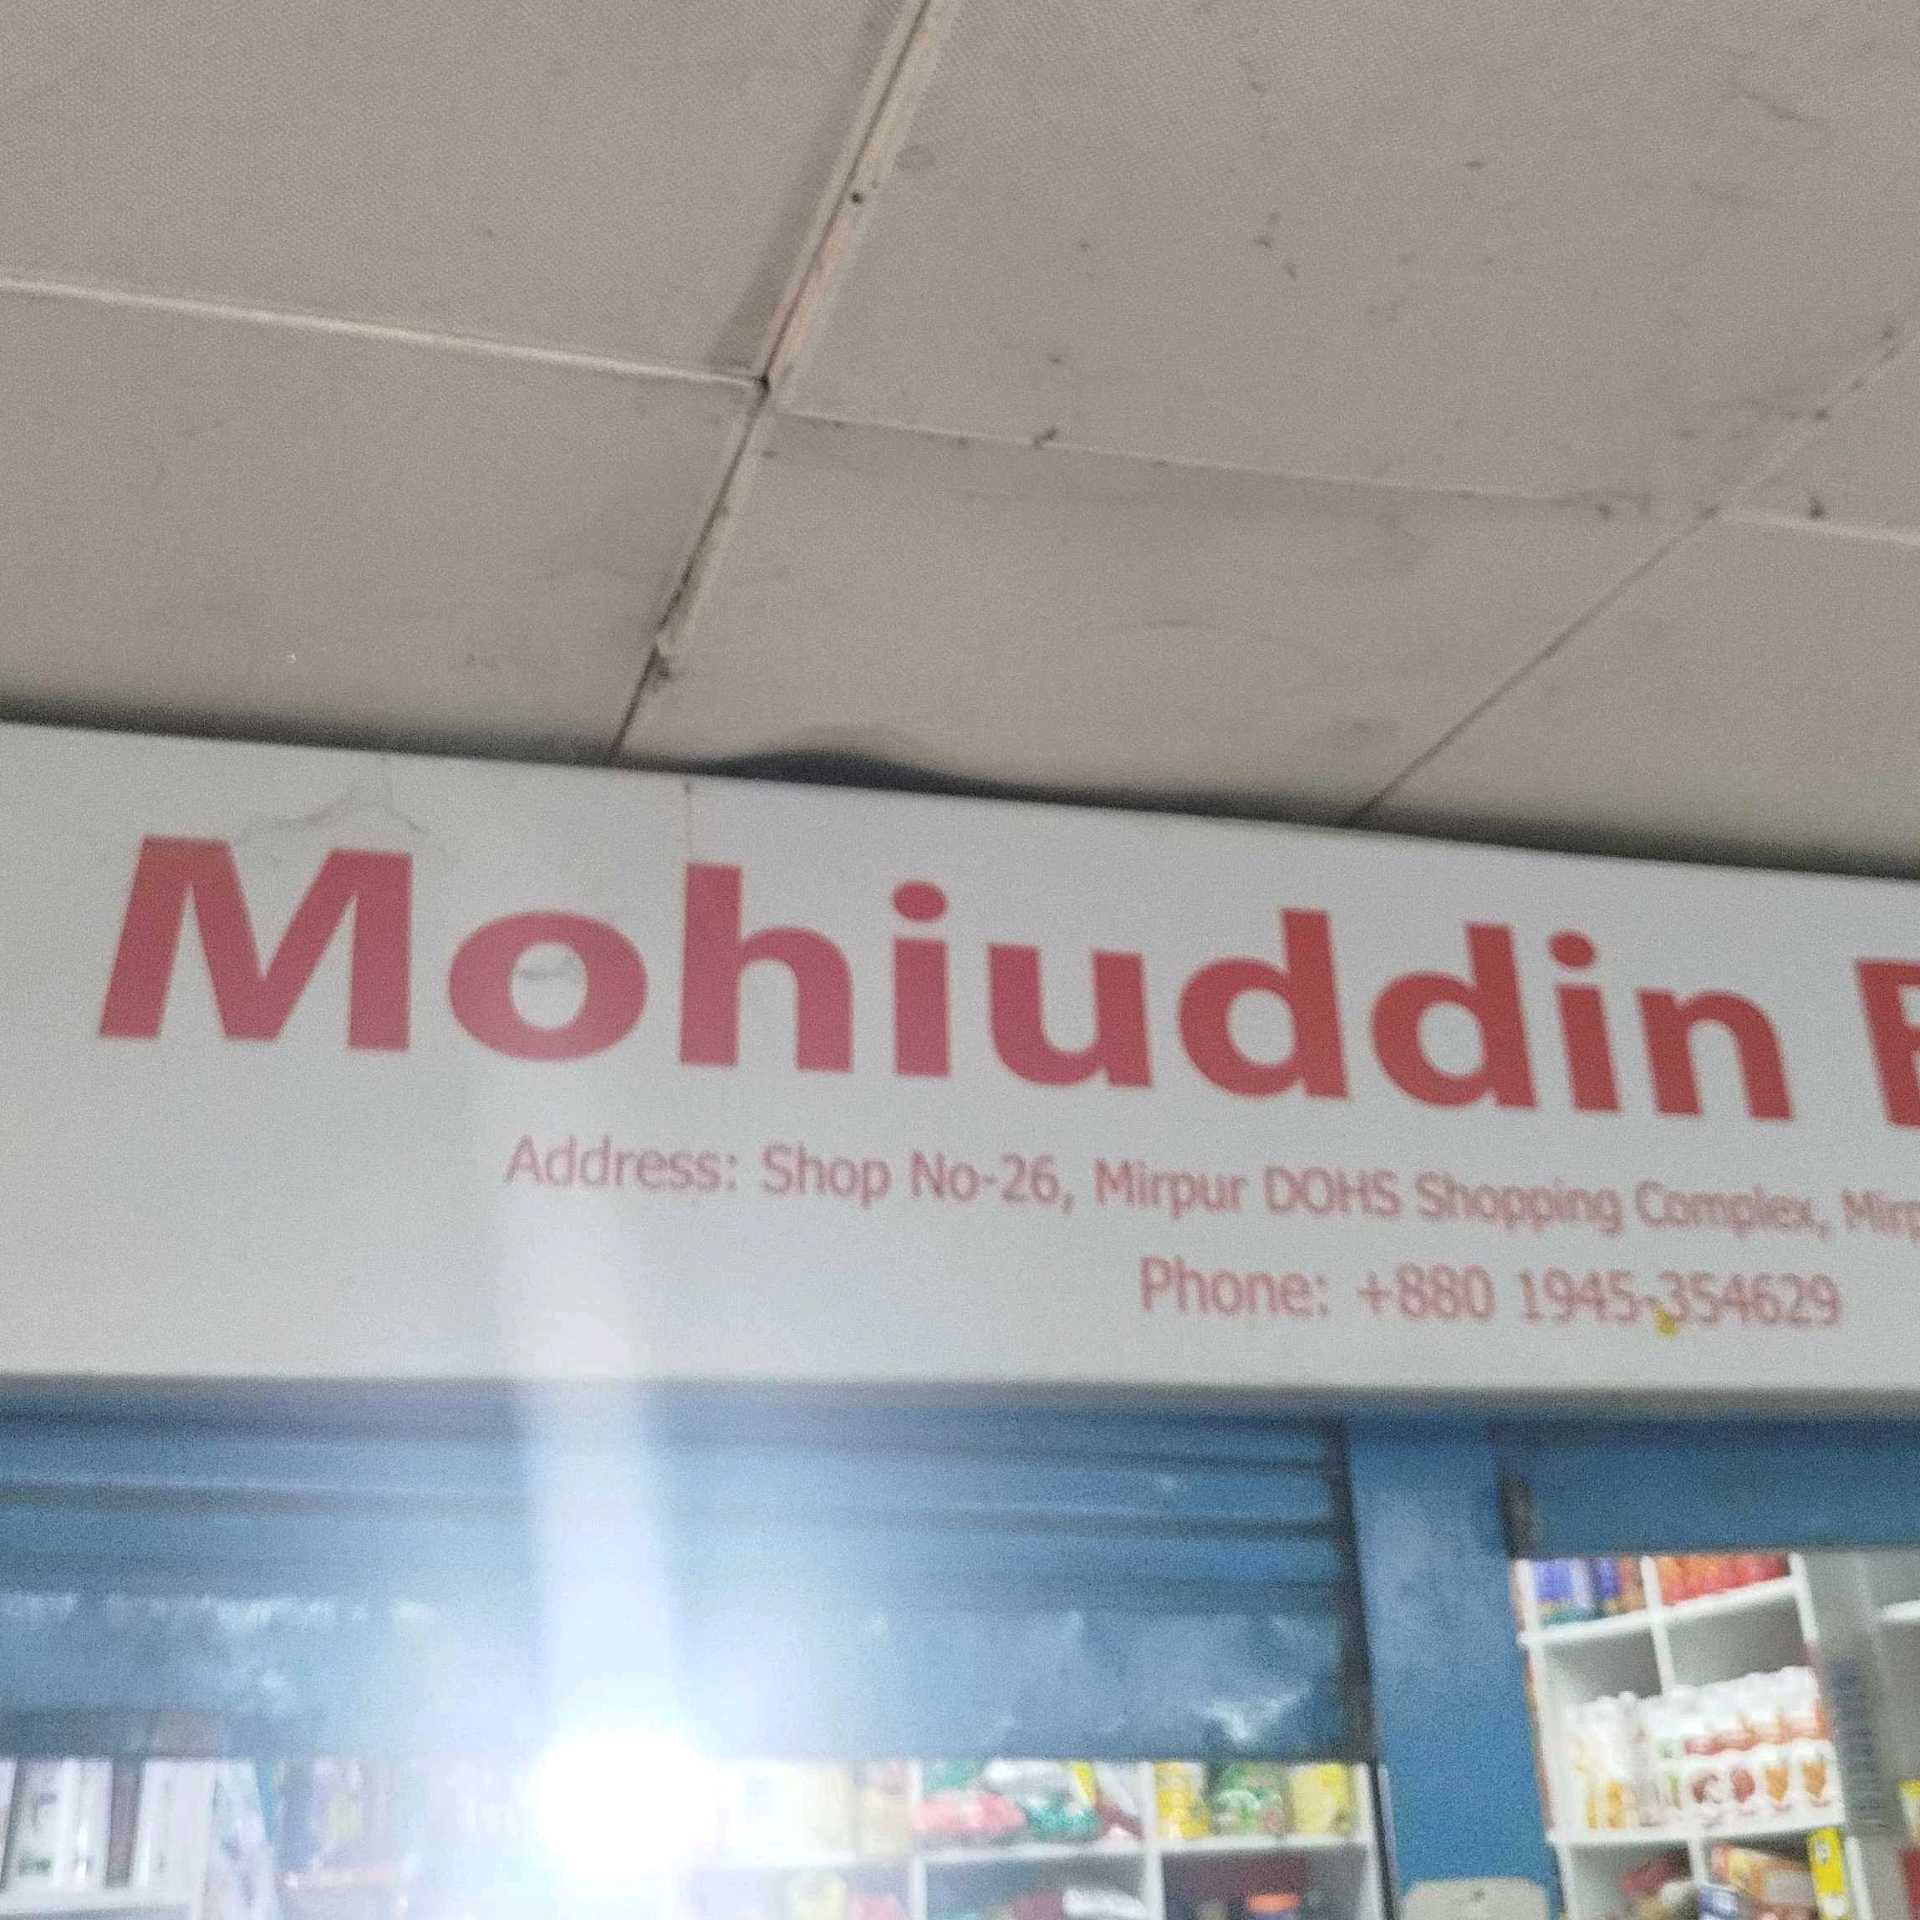 Mohiuddin
Address: Shop No-26, Mirpur DOHS Shopping Complex,
Phone: +880 1945-354629